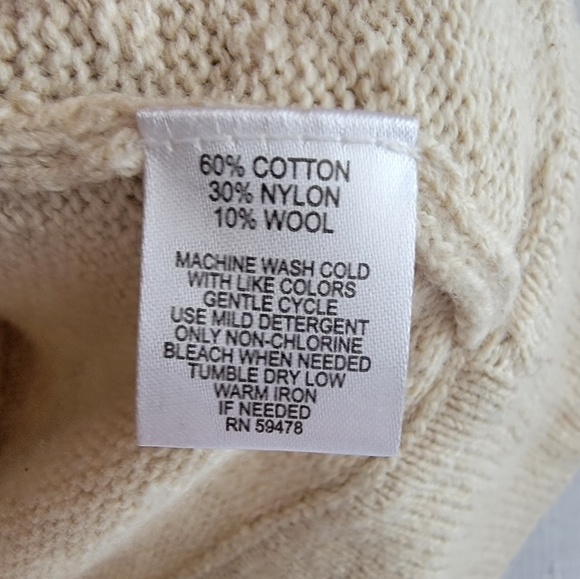 60% COTTON
30% NYLON
10% WOOL
MACHINE WASH COLD
WITH LIKE COLORS
GENTLE CYCLE
USE MILD DETERGENT
ONLY NON-CHLORINE
BLEACH WHEN NEEDED
TUMBLE DRY LOW
WARM IRON
IF NEEDED
RN 59478